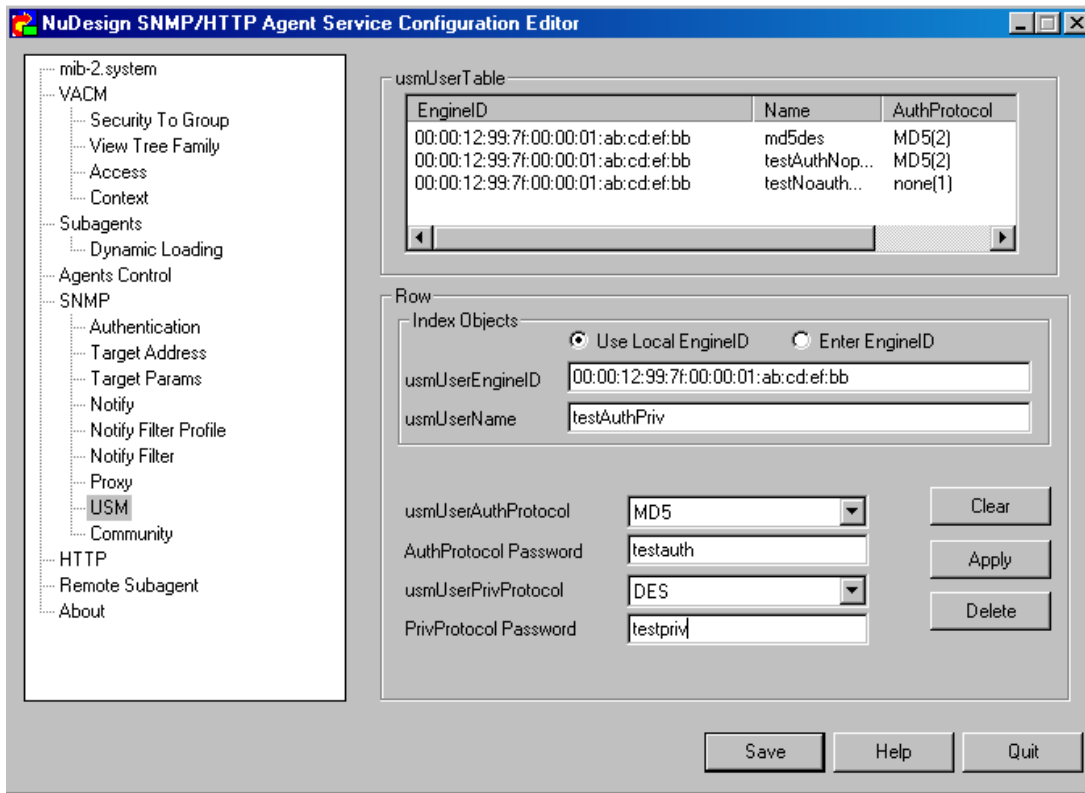 NuDesign SNMP/HTTP Agent Service Configuration Editor
mib-2.system
VACM
Security To Group
View Tree Family
Access
Context
Subagents
Dynamic Loading
Agents Control
SNMP
Authentication
Target Address
Target Params
Notify
Notify Filter Profile
Notify Filter
Proxy
USM
Community
HTTP
Remote Subagent
About
usmUserTable
EngineID Name AuthProtocol
00:00:12:99:7f:00:00:01:ab:cd:ef:bb md5des MD5(2)
00:00:12:99:7f:00:00:01:ab:cd:ef:bb testAuthNop... MD5(2)
00:00:12:99:7f:00:00:01:ab:cd:ef:bb testNoauth... none(1)
Row
Index Objects
Use Local EngineID Enter EngineID
usmUserEngineID 00:00:12:99:7f:00:00:01:ab:cd:ef:bb
usmUserName testAuthPriv
usmUserAuthProtocol MD5 Clear
AuthProtocol Password testauth Apply
usmUserPrivProtocol DES Delete
PrivProtocol Password testpriv
Save Help Quit